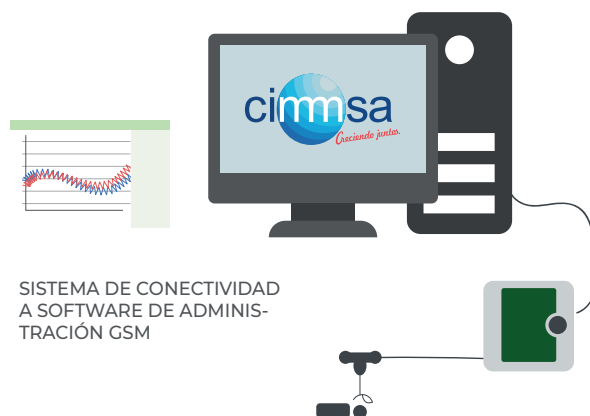 cimmsa
Creciendo juntos.
SISTEMA DE CONECTIVIDAD
A SOFTWARE DE ADMINIS-
TRACIÓN GSM